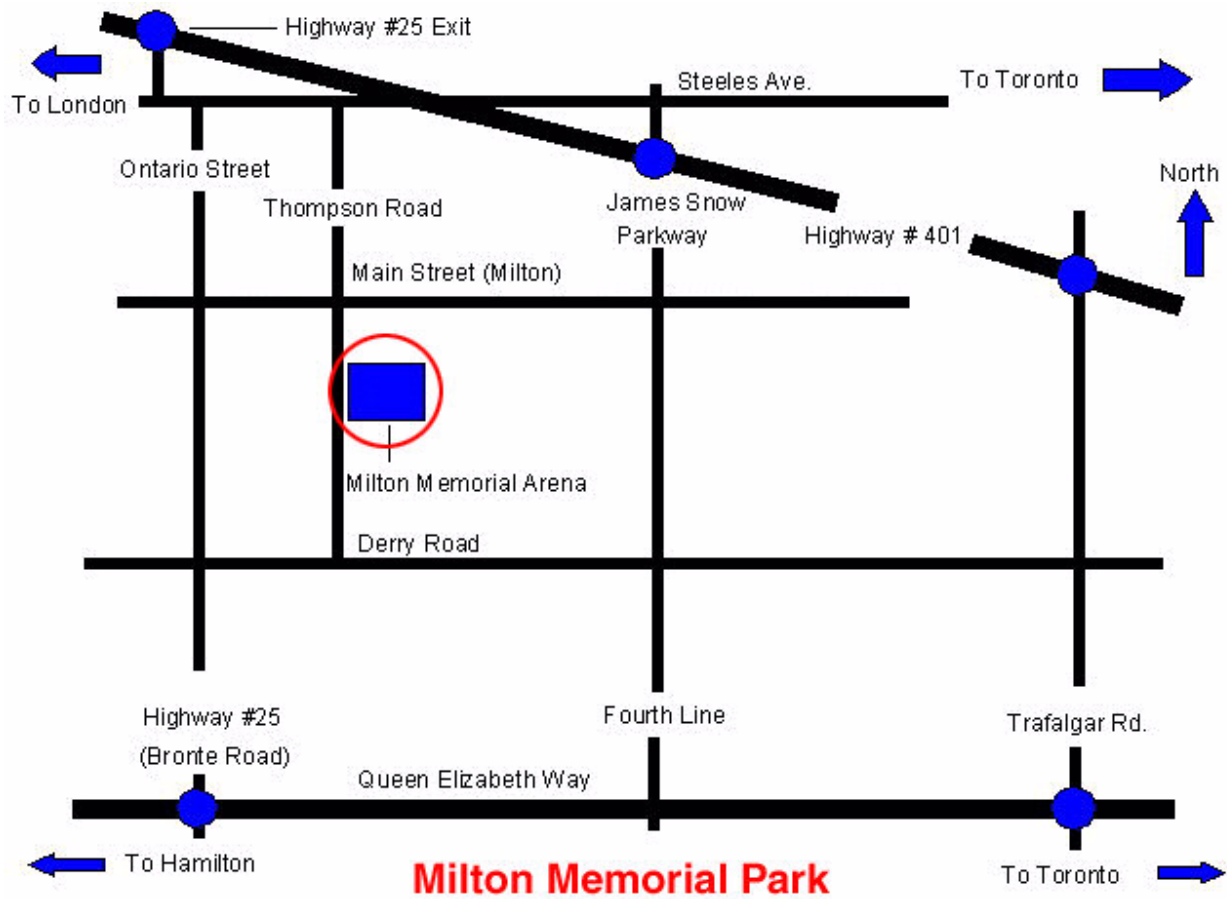 Highway #25 Exit
Steeles Ave.
To Toronto
To London
Ontario Street
North
Thompson Road
James Snow
Parkway
Highway # 401
Main Street (Milton)
Milton Memorial Arena
Derry Road
Highway #25
(Bronte Road)
Fourth Line
Trafalgar Rd.
Queen Elizabeth Way
To Hamilton
Milton Memorial Park
To Toronto